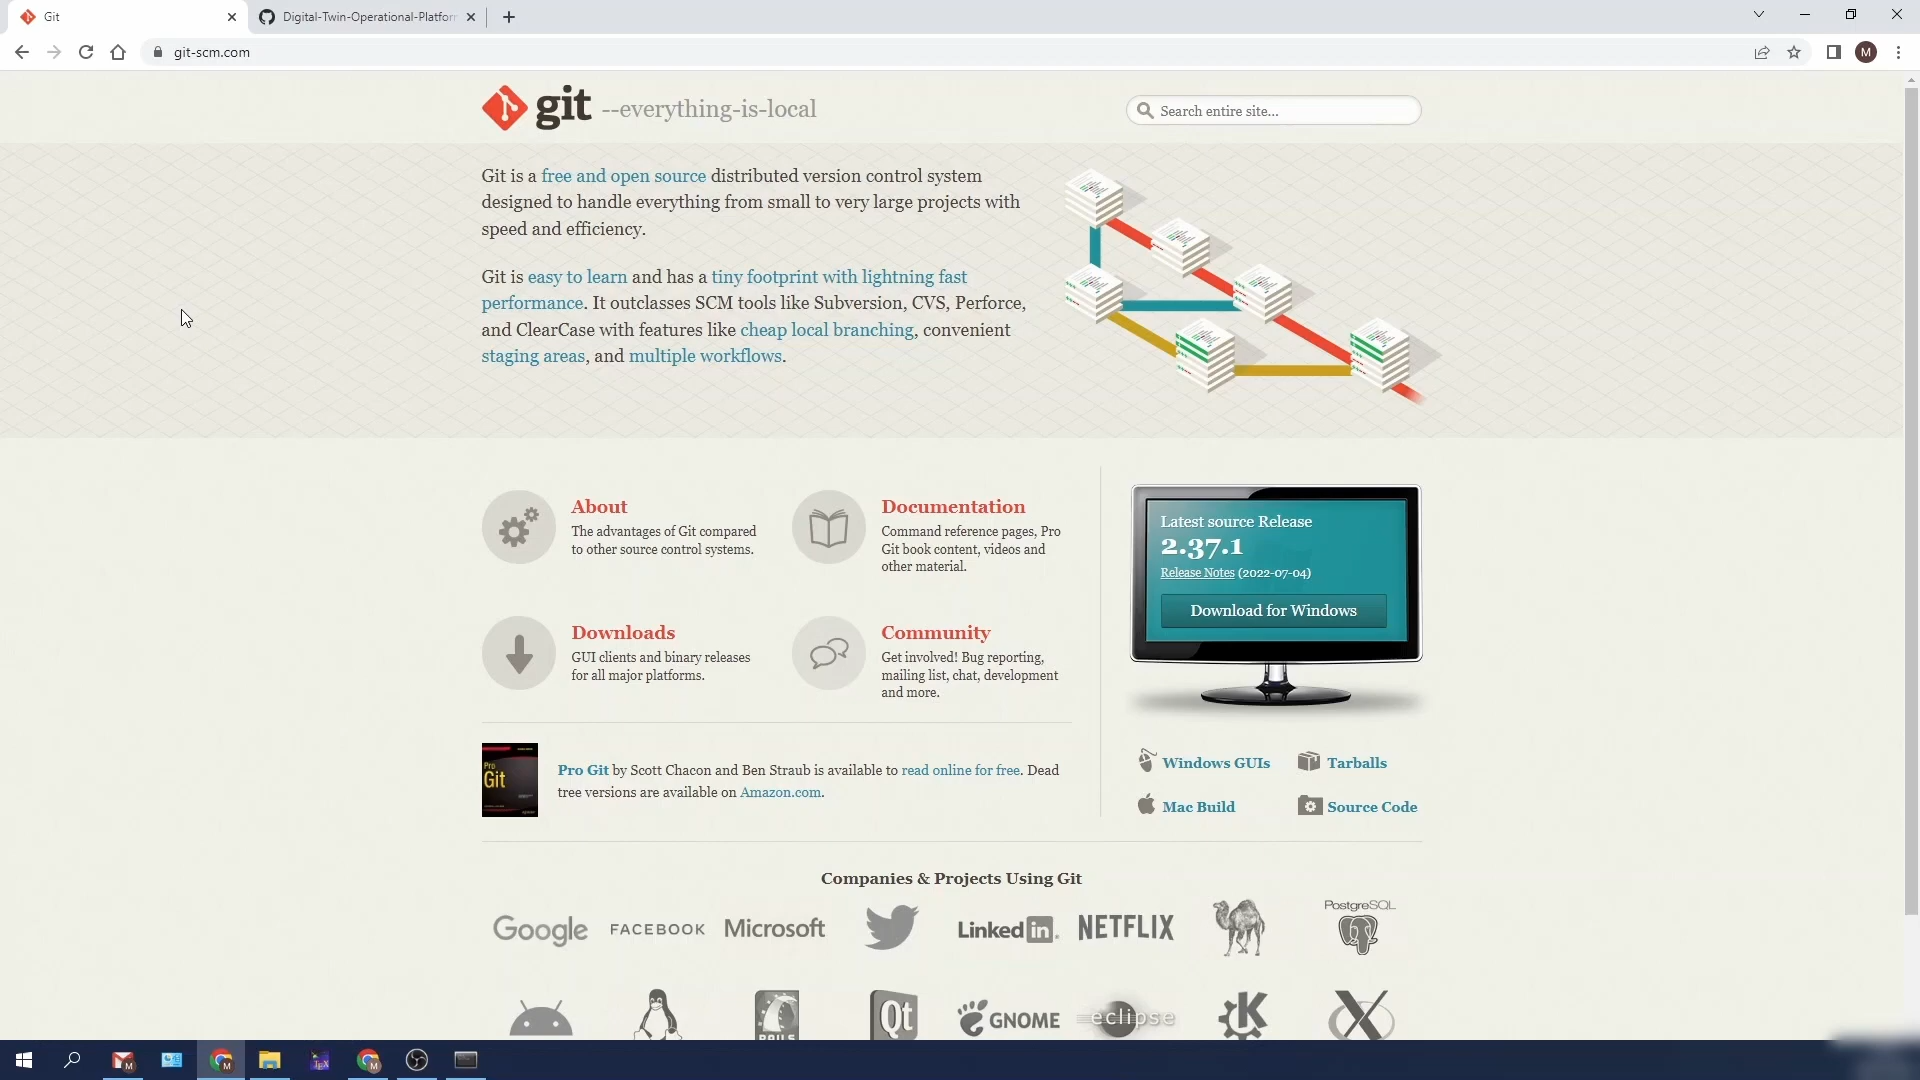 Git
Digital-Twin-Operational-Platform
git-scm.com
M
git --everything-is-local
Search entire site...
Git is a free and open source distributed version control system
designed to handle everything from small to very large projects with
speed and efficiency.
Git is easy to learn and has a tiny footprint with lightning fast
performance. It outclasses SCM tools like Subversion, CVS, Perforce,
and ClearCase with features like cheap local branching, convenient
staging areas, and multiple workflows.
About
The advantages of Git compared
to other source control systems.
Documentation
Command reference pages, Pro
Git book content, videos and
other material.
Downloads
GUI clients and binary releases
for all major platforms.
Community
Get involved! Bug reporting,
mailing list, chat, development
and more.
Latest source Release
2.37.1
Release Notes (2022-07-04)
Download for Windows
Pro
Git
Pro Git by Scott Chacon and Ben Straub is available to read online for free. Dead
tree versions are available on Amazon.com.
Windows GUIs
Tarballs
Mac Build
Source Code
Companies & Projects Using Git
Google FACEBOOK Microsoft LinkedIn NETFLIX PostgreSQL
RAILS Qt GNOME eclipse K X